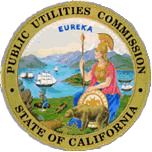 PUBLIC UTILITIES COMMISSION
EUREKA
STATE OF CALIFORNIA